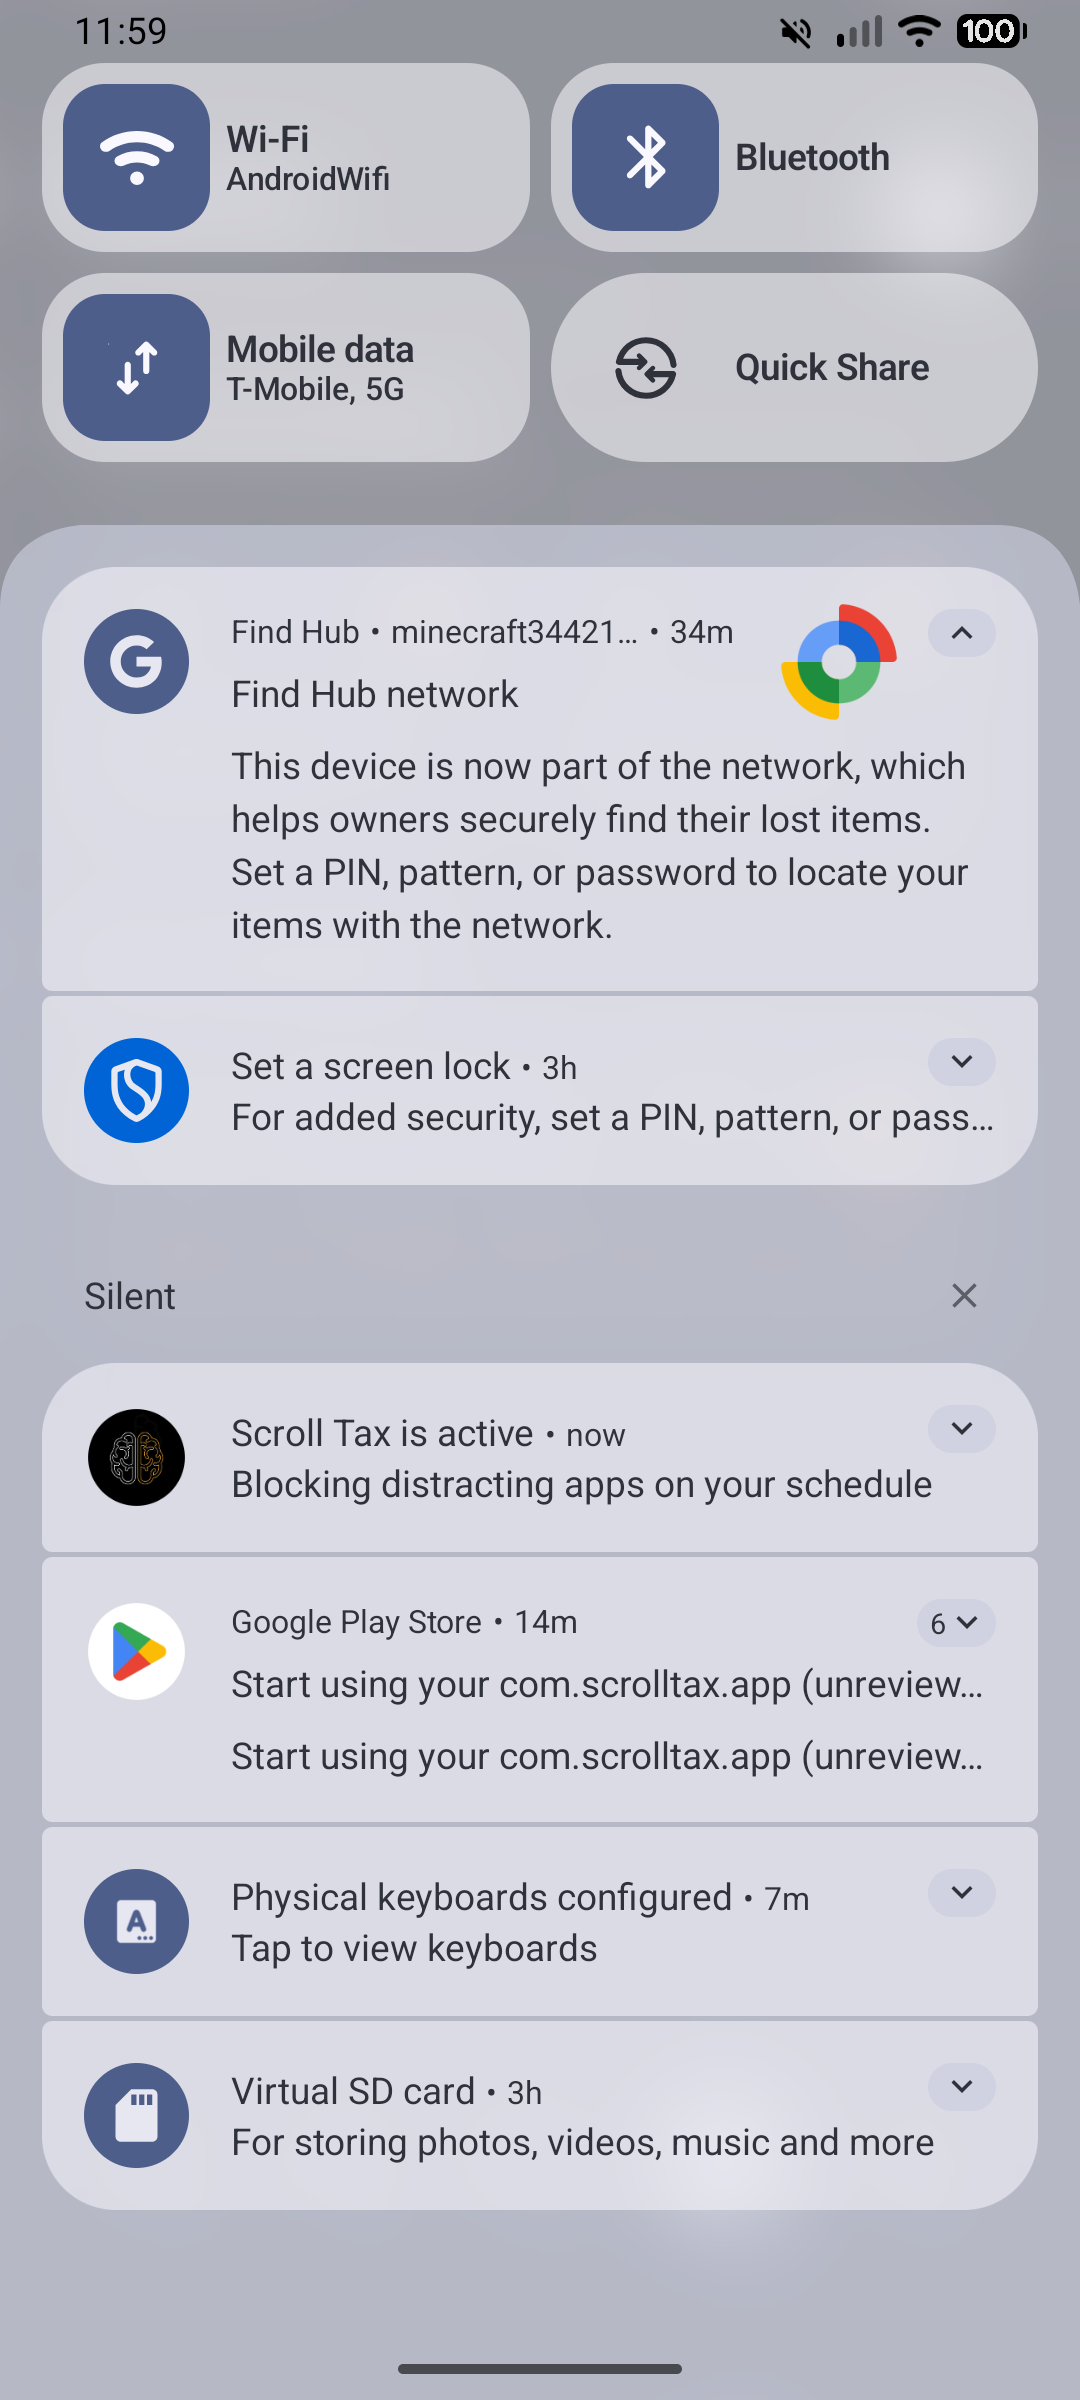 11:59
100
Wi-Fi
AndroidWifi
Bluetooth
Mobile data
T-Mobile, 5G
Quick Share
Find Hub • minecraft34421... • 34m
Find Hub network
This device is now part of the network, which
helps owners securely find their lost items.
Set a PIN, pattern, or password to locate your
items with the network.
Set a screen lock • 3h
For added security, set a PIN, pattern, or pass...
Silent
Scroll Tax is active • now
Blocking distracting apps on your schedule
Google Play Store • 14m
6
Start using your com.scrolltax.app (unreview...
Start using your com.scrolltax.app (unreview...
Physical keyboards configured • 7m
Tap to view keyboards
Virtual SD card • 3h
For storing photos, videos, music and more